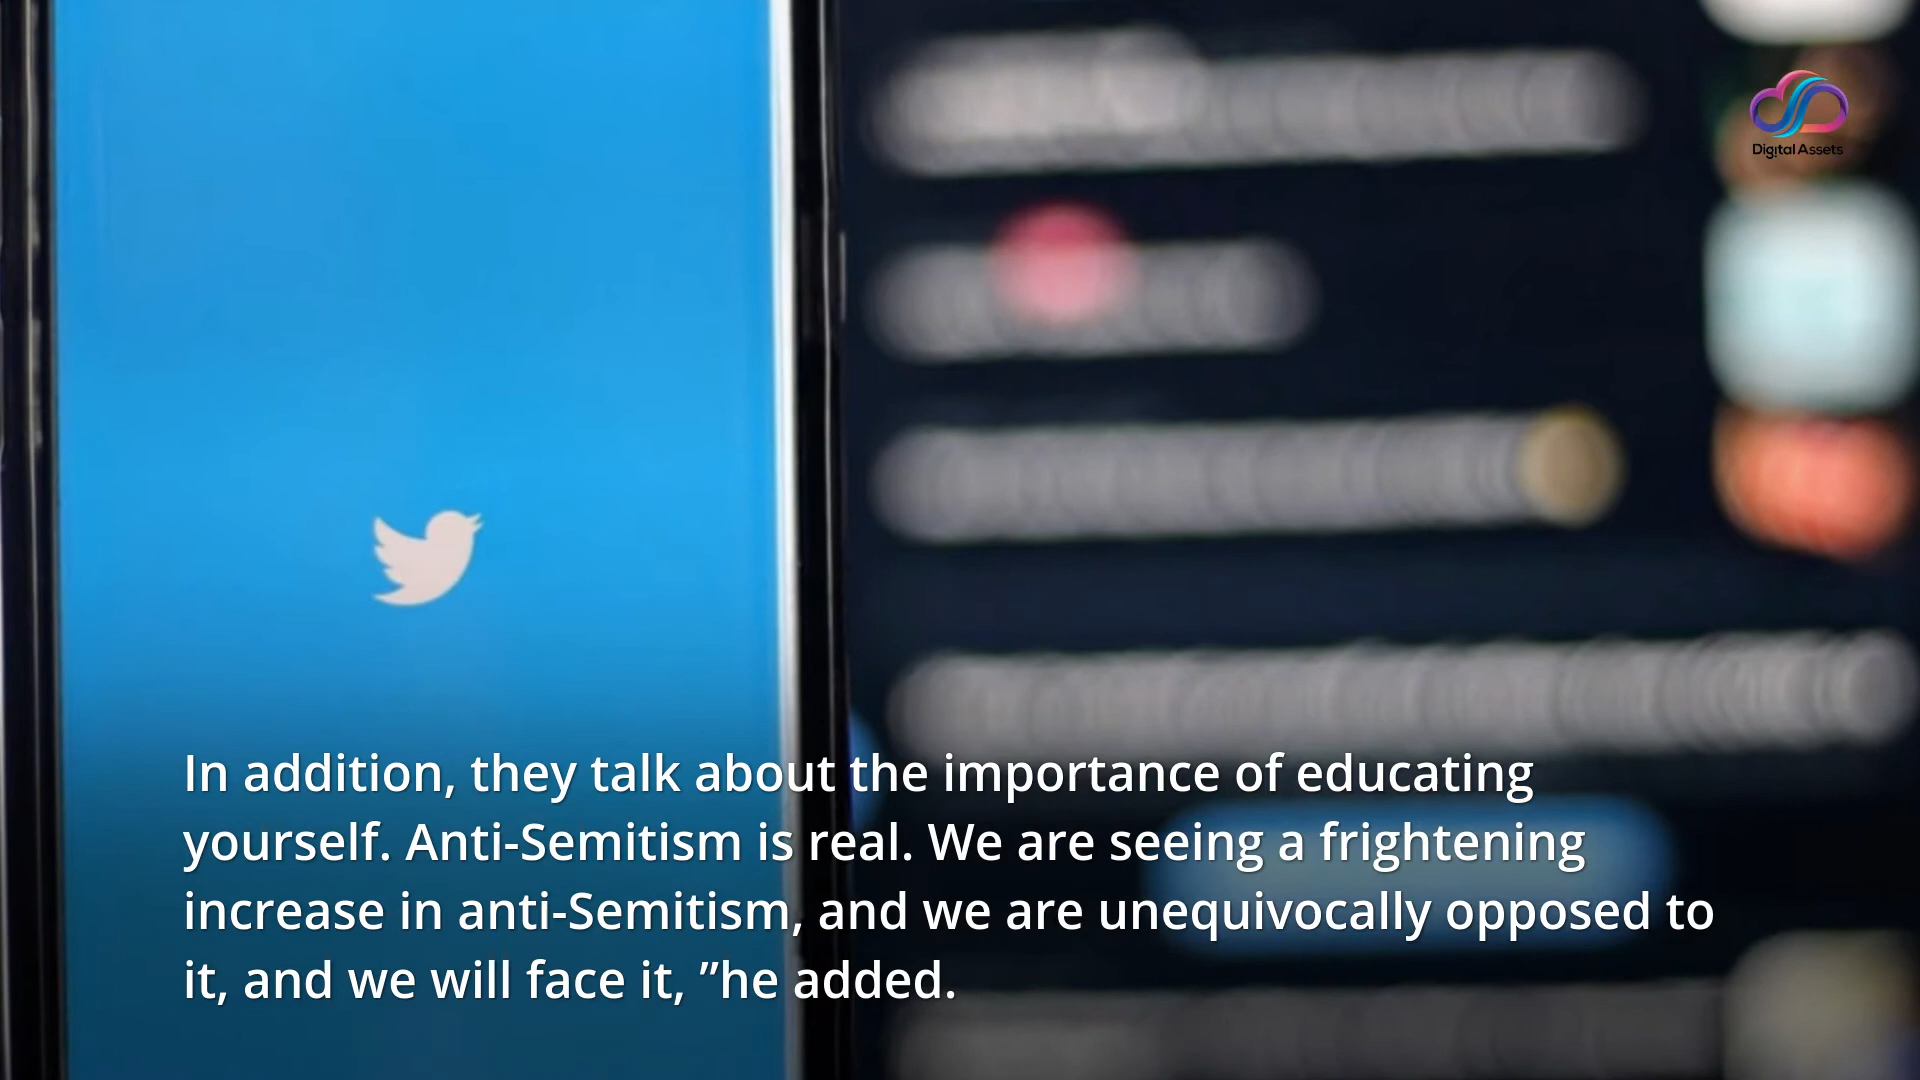 Digital Assets
In addition, they talk about the importance of educating
yourself. Anti-Semitism is real. We are seeing a frightening
increase in anti-Semitism, and we are unequivocally opposed to
it, and we will face it, ”he added.